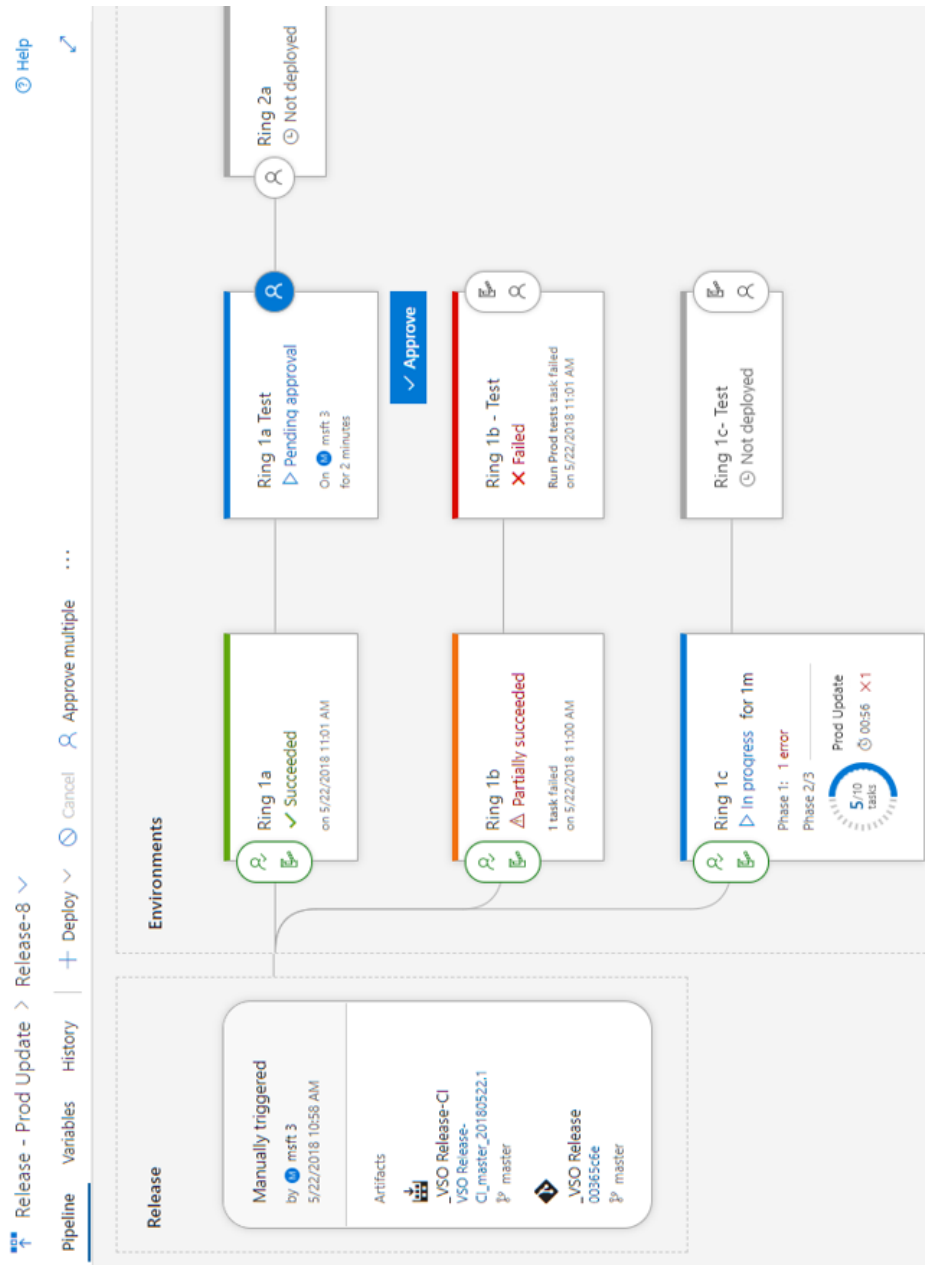 Release - Prod Update > Release-8
Help
Pipeline
Variables
History
+ Deploy
Cancel
Approve multiple
...
Release
Manually triggered
by M msft 3
5/22/2018 10:58 AM
Artifacts
_VSO Release-CI
VSO Release-
CI_master_20180522.1
master
_VSO Release
00365c6e
master
Environments
Ring 1a
Succeeded
on 5/22/2018 11:01 AM
Ring 1a Test
Pending approval
On M msft 3
for 2 minutes
Approve
Ring 2a
Not deployed
Ring 1b
Partially succeeded
1 task failed
on 5/22/2018 11:00 AM
Ring 1b - Test
Failed
Run Prod tests task failed
on 5/22/2018 11:01 AM
Ring 1c
In progress for 1m
Phase 1: 1 error
Phase 2/3
5/10
tasks
Prod Update
00:56 ×1
Ring 1c- Test
Not deployed